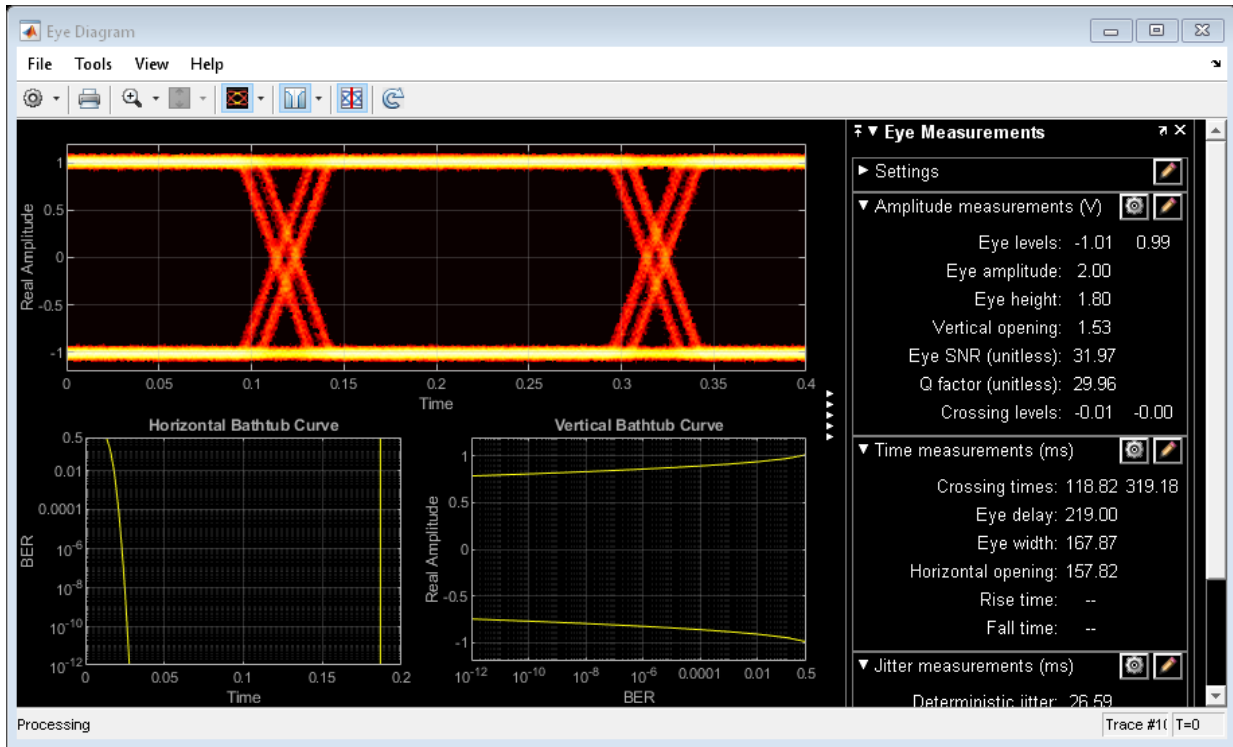 Eye Diagram
File Tools View Help
Real Amplitude
1
0.5
0
-0.5
-1
0 0.05 0.1 0.15 0.2 0.25 0.3 0.35 0.4
Time
Horizontal Bathtub Curve
BER
0.5
0.01
0.0001
10^-6
10^-8
10^-10
10^-12
0 0.05 0.1 0.15 0.2
Time
Vertical Bathtub Curve
Real Amplitude
1
0.5
0
-0.5
-1
10^-12 10^-10 10^-8 10^-6 0.0001 0.01 0.5
BER
Eye Measurements
Settings
Amplitude measurements (V)
Eye levels: -1.01 0.99
Eye amplitude: 2.00
Eye height: 1.80
Vertical opening: 1.53
Eye SNR (unitless): 31.97
Q factor (unitless): 29.96
Crossing levels: -0.01 -0.00
Time measurements (ms)
Crossing times: 118.82 319.18
Eye delay: 219.00
Eye width: 167.87
Horizontal opening: 157.82
Rise time: --
Fall time: --
Jitter measurements (ms)
Deterministic jitter: 26.59
Processing
Trace #1( T=0